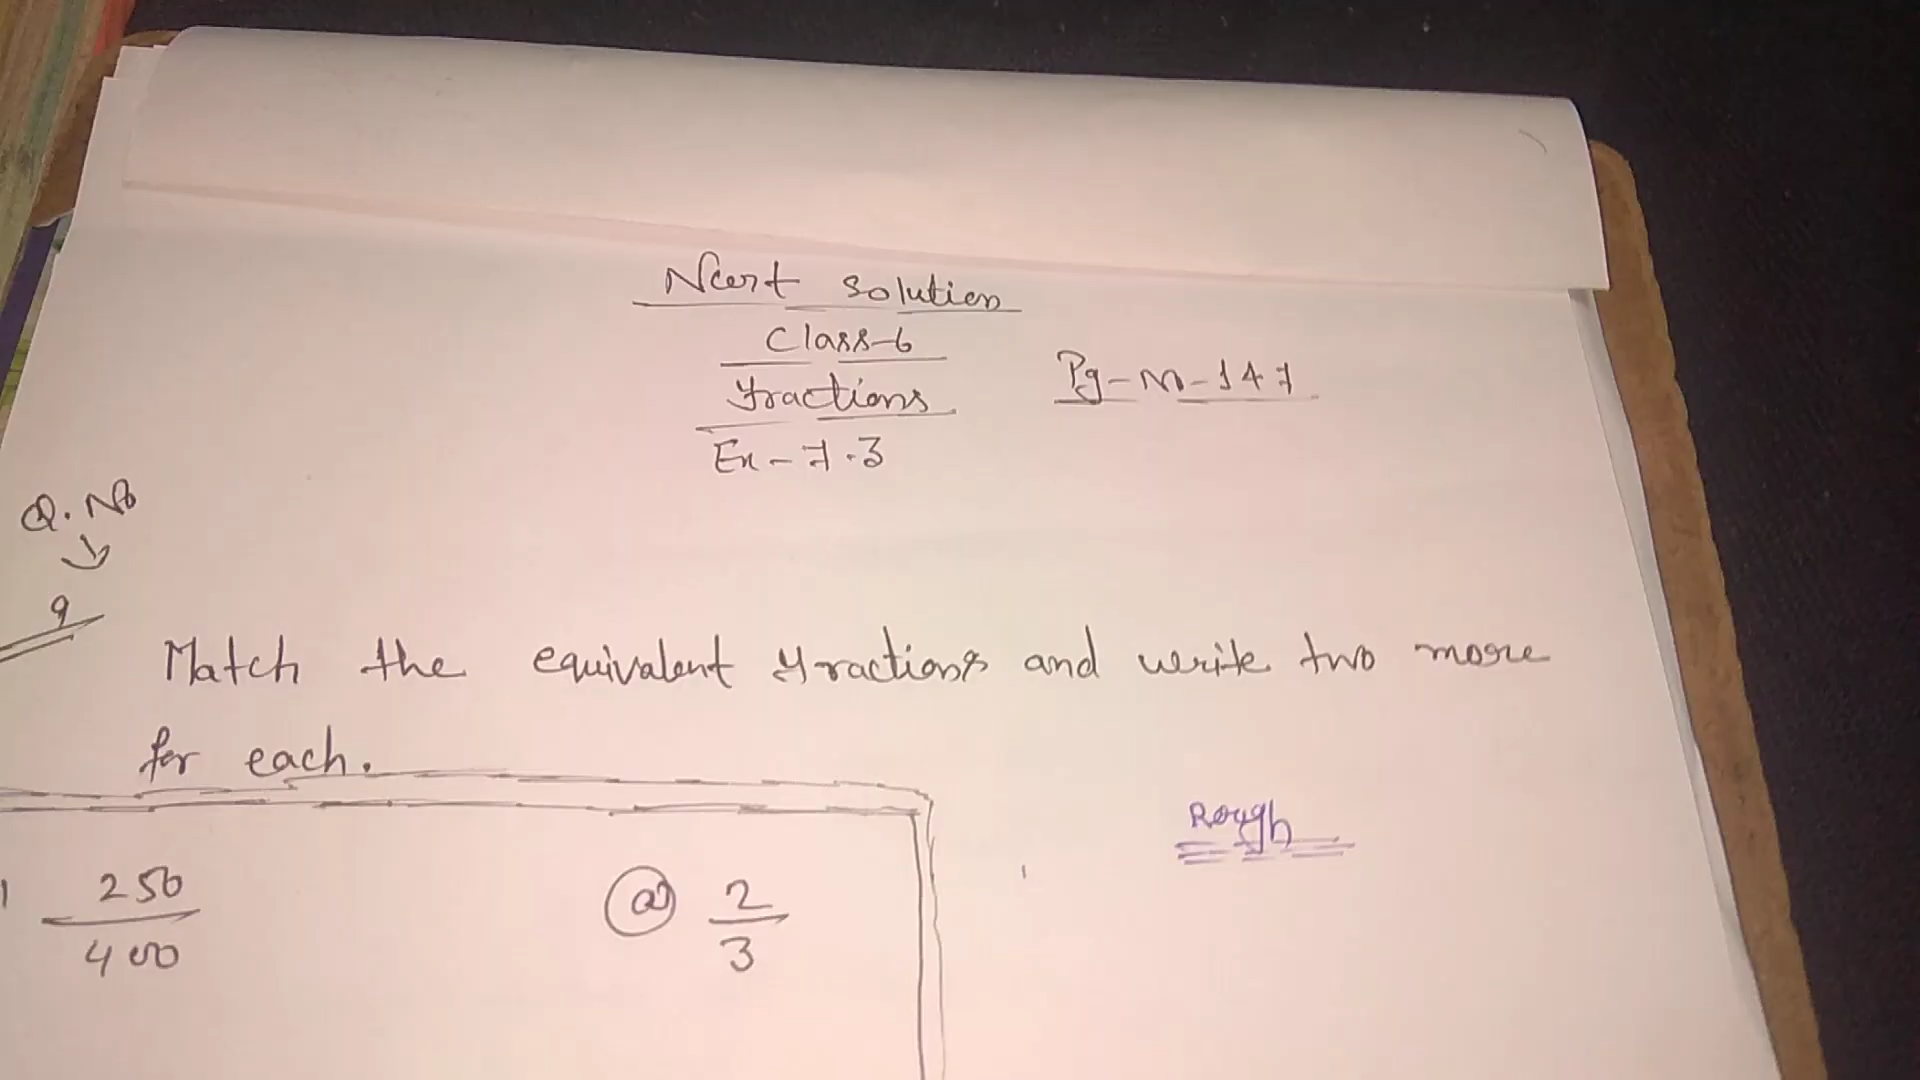 Ncert Solution
Class-6
Fractions
Pg-N-147
Ex-7.3
Q. No
9
Match the equivalent fractions and write two more
for each.
Rough
250
400
(a) 2
3